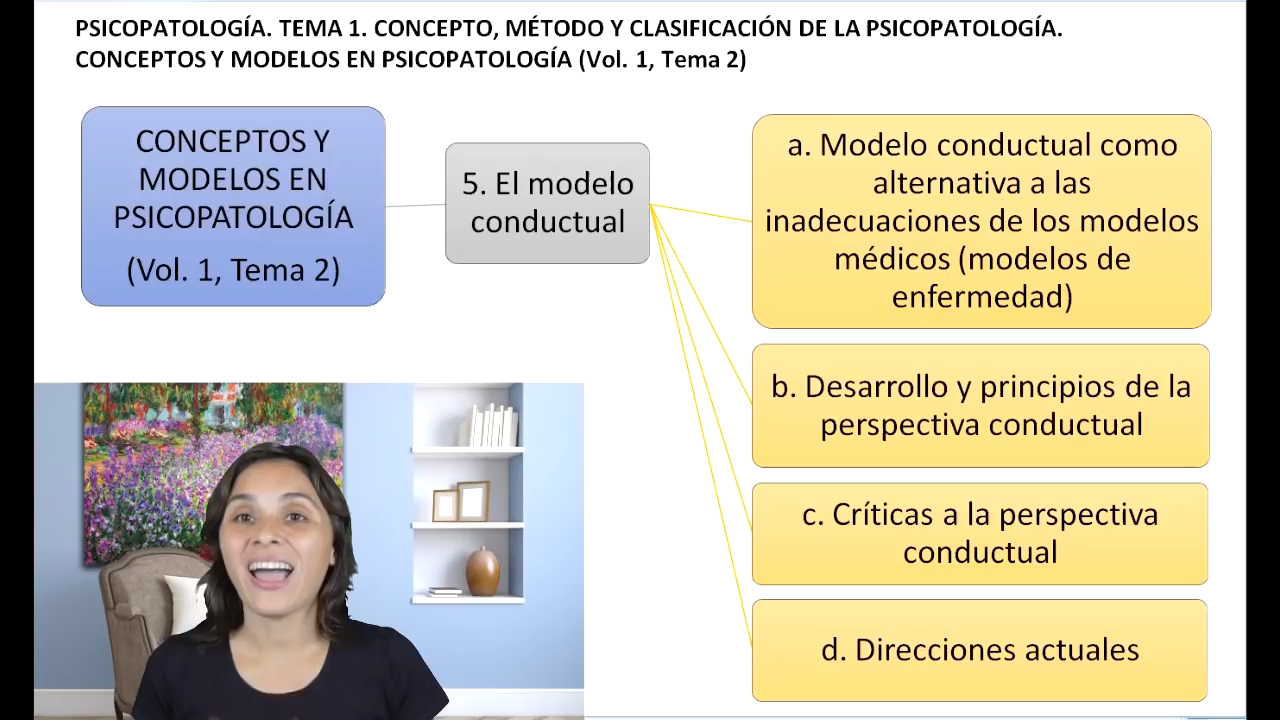 PSICOPATOLOGÍA. TEMA 1. CONCEPTO, MÉTODO Y CLASIFICACIÓN DE LA PSICOPATOLOGÍA.
CONCEPTOS Y MODELOS EN PSICOPATOLOGÍA (Vol. 1, Tema 2)
CONCEPTOS Y
MODELOS EN
PSICOPATOLOGÍA
(Vol. 1, Tema 2)
5. El modelo
conductual
a. Modelo conductual como
alternativa a las
inadecuaciones de los modelos
médicos (modelos de
enfermedad)
b. Desarrollo y principios de la
perspectiva conductual
c. Críticas a la perspectiva
conductual
d. Direcciones actuales